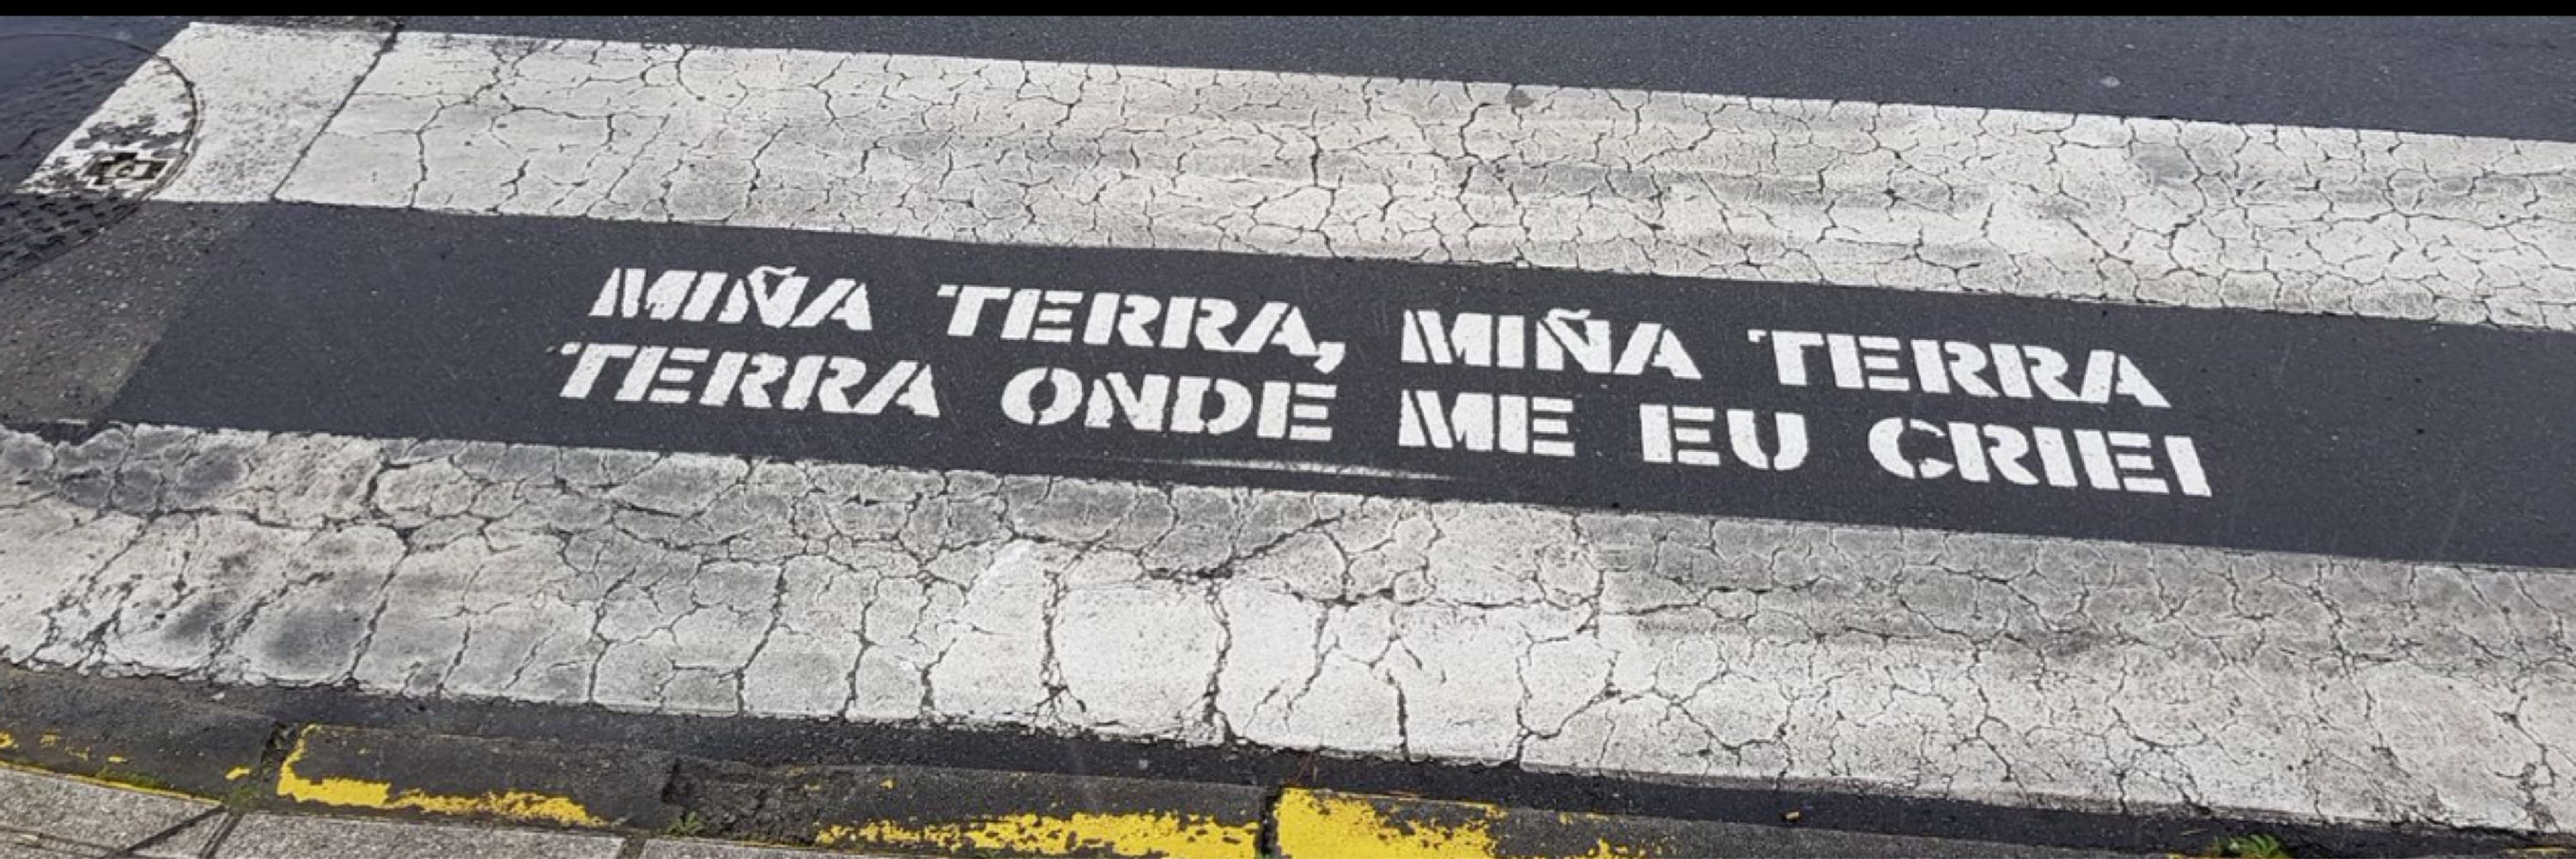 MIÑA TERRA, MIÑA TERRA
TERRA ONDE ME EU CRIEI